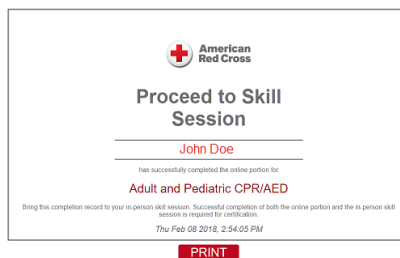 American
Red Cross
Proceed to Skill
Session
John Doe
has successfully completed the online portion for
Adult and Pediatric CPR/AED
Bring this completion record to your in-person skill session. Successful completion of both the online portion and the in-person skill
session is required for certification.
Thu Feb 08 2018, 2:54:05 PM
PRINT